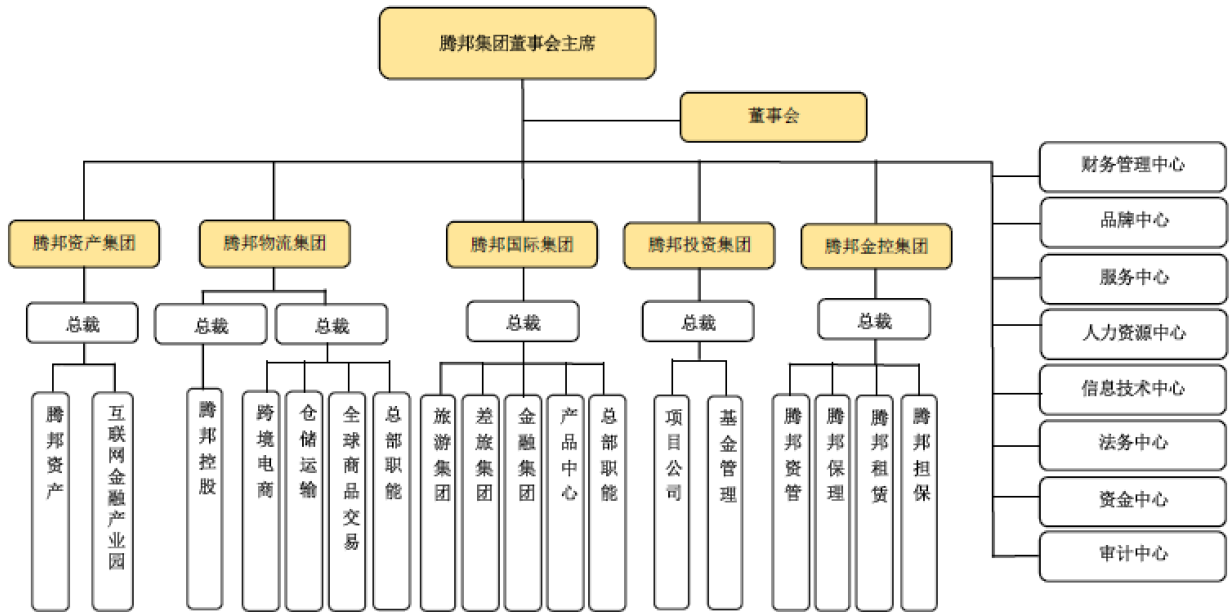 腾邦集团董事会主席
董事会
财务管理中心
品牌中心
服务中心
人力资源中心
信息技术中心
法务中心
资金中心
审计中心
腾邦资产集团
腾邦物流集团
腾邦国际集团
腾邦投资集团
腾邦金控集团
总裁
总裁
总裁
总裁
总裁
总裁
腾邦资产
互联网金融产业园
腾邦控股
跨境电商
仓储运输
全球商品交易
总部职能
旅游集团
差旅集团
金融集团
产品中心
总部职能
项目公司
基金管理
腾邦资管
腾邦保理
腾邦租赁
腾邦担保